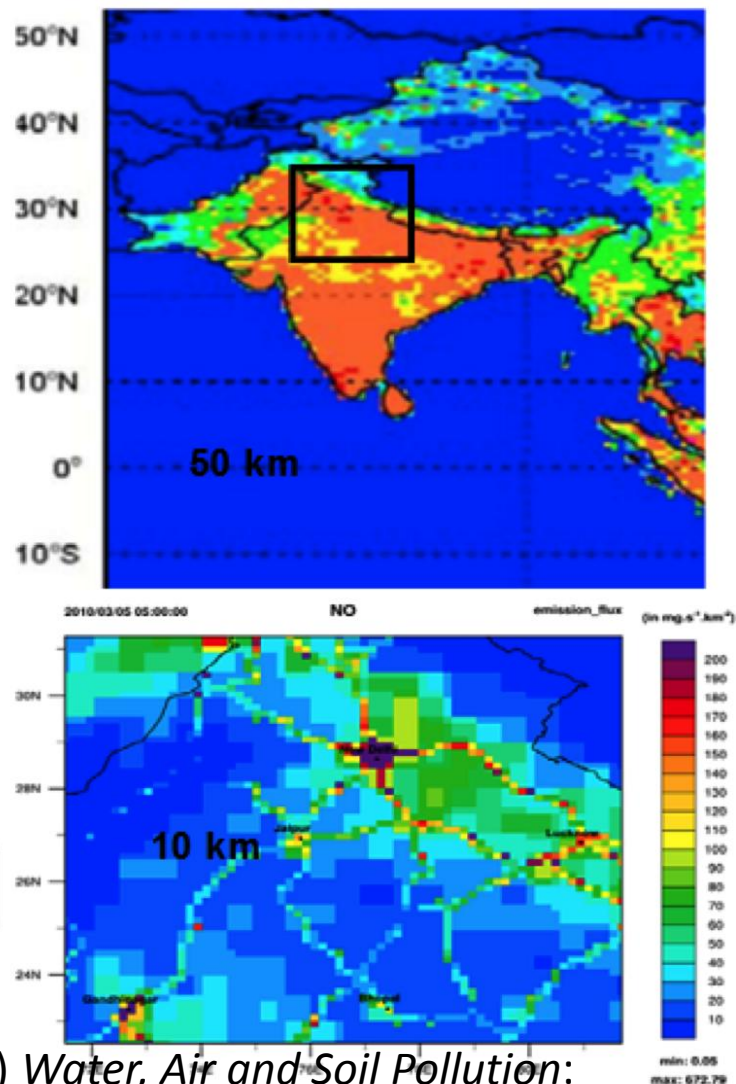 50°N
40°N
30°N
20°N
10°N
0°
10°S
50 km
2010/03/05 05:00:00 NO emission_flux (in mg.s⁻¹.km⁻²)
30N
28N
26N
24N
New Delhi
Jaipur
10 km
Lucknow
Gandhinagar
Bhopal
200
190
180
170
160
150
140
130
120
110
100
90
80
70
60
50
40
30
20
10
min: 0.05
max: 672.79
) Water, Air and Soil Pollution: